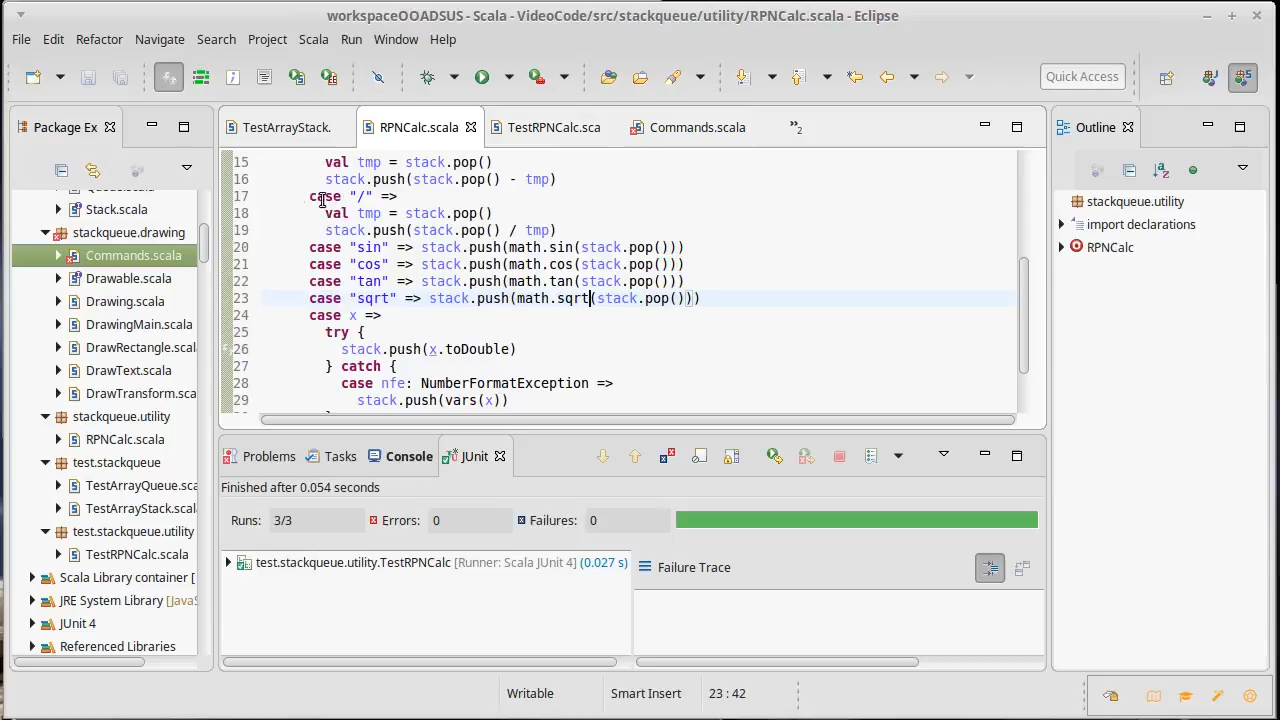 workspaceOOADSUS - Scala - VideoCode/src/stackqueue/utility/RPNCalc.scala - Eclipse
File Edit Refactor Navigate Search Project Scala Run Window Help
Quick Access
Package Ex
TestArrayStack. RPNCalc.scala TestRPNCalc.sca Commands.scala »2
Outline
Stack.scala
stackqueue.drawing
Commands.scala
Drawable.scala
Drawing.scala
DrawingMain.scala
DrawRectangle.scal
DrawText.scala
DrawTransform.sca
stackqueue.utility
RPNCalc.scala
test.stackqueue
TestArrayQueue.sca
TestArrayStack.scal
test.stackqueue.utility
TestRPNCalc.scala
Scala Library container [
JRE System Library [JavaS
JUnit 4
Referenced Libraries
15 val tmp = stack.pop()
16 stack.push(stack.pop() - tmp)
17 case "/" =>
18 val tmp = stack.pop()
19 stack.push(stack.pop() / tmp)
20 case "sin" => stack.push(math.sin(stack.pop()))
21 case "cos" => stack.push(math.cos(stack.pop()))
22 case "tan" => stack.push(math.tan(stack.pop()))
23 case "sqrt" => stack.push(math.sqrt(stack.pop()))
24 case x =>
25 try {
26 stack.push(x.toDouble)
27 } catch {
28 case nfe: NumberFormatException =>
29 stack.push(vars(x))
stackqueue.utility
import declarations
RPNCalc
Problems Tasks Console JUnit
Finished after 0.054 seconds
Runs: 3/3 Errors: 0 Failures: 0
test.stackqueue.utility.TestRPNCalc [Runner: Scala JUnit 4] (0.027 s)
Failure Trace
Writable Smart Insert 23 : 42